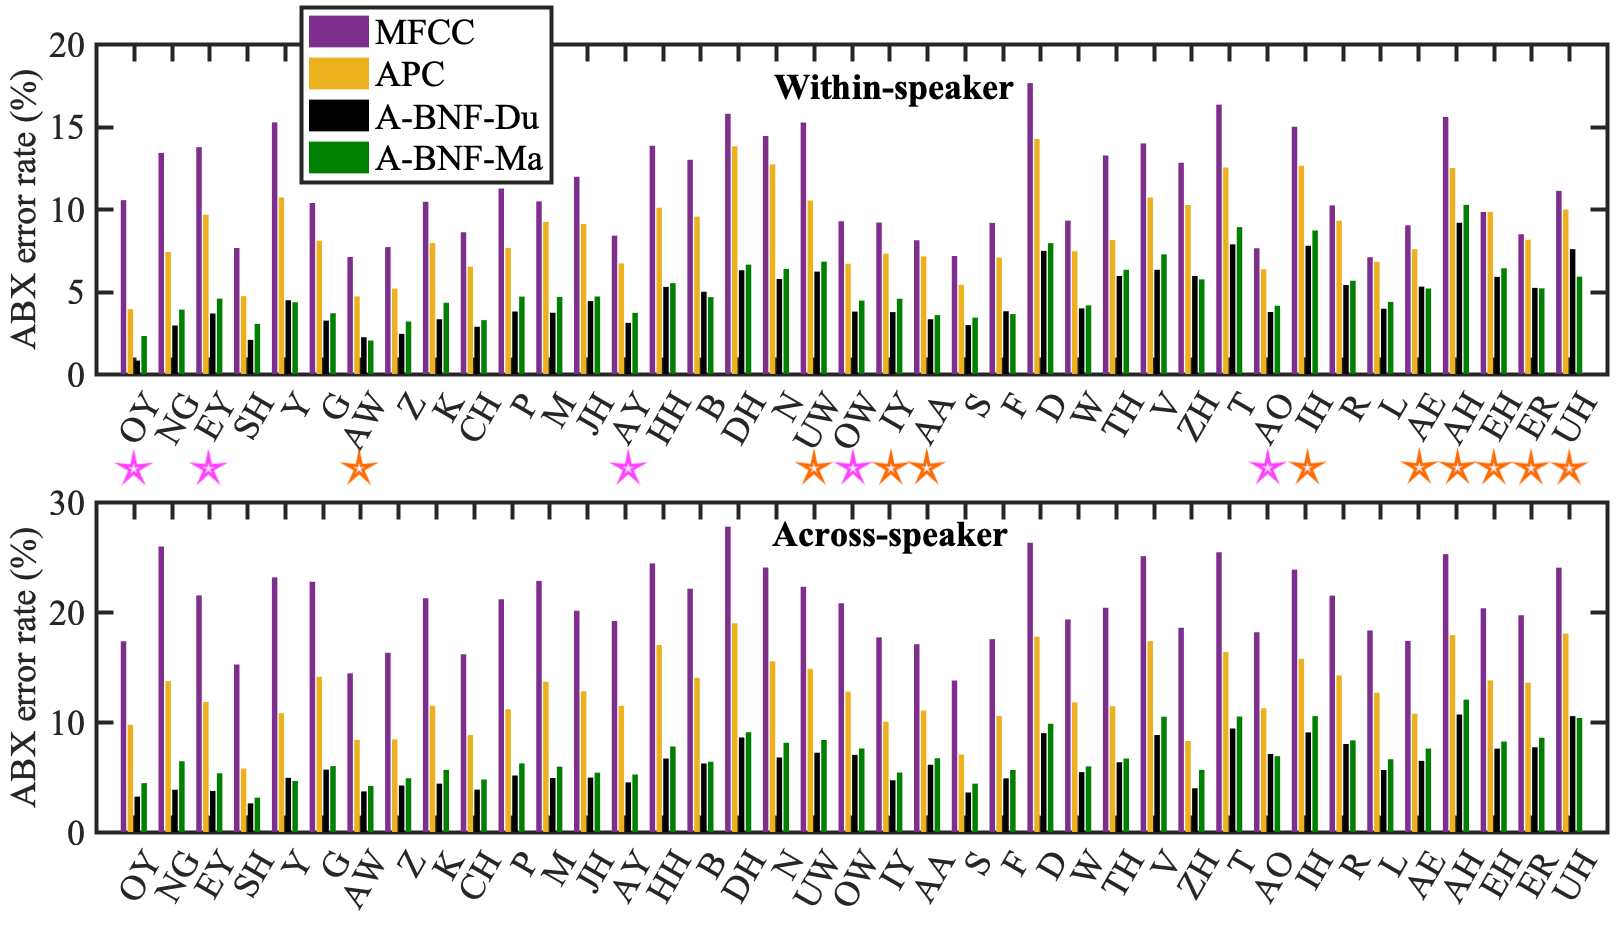 MFCC
APC
A-BNF-Du
A-BNF-Ma
Within-speaker
ABX error rate (%)
20
15
10
5
0
OY NG EY SH Y G AW Z K CH P M JH AY HH B DH N UW OW IY AA S F D W TH V ZH T AO IH R L AE AH EH ER UH
Across-speaker
ABX error rate (%)
30
20
10
0
OY NG EY SH Y G AW Z K CH P M JH AY HH B DH N UW OW IY AA S F D W TH V ZH T AO IH R L AE AH EH ER UH